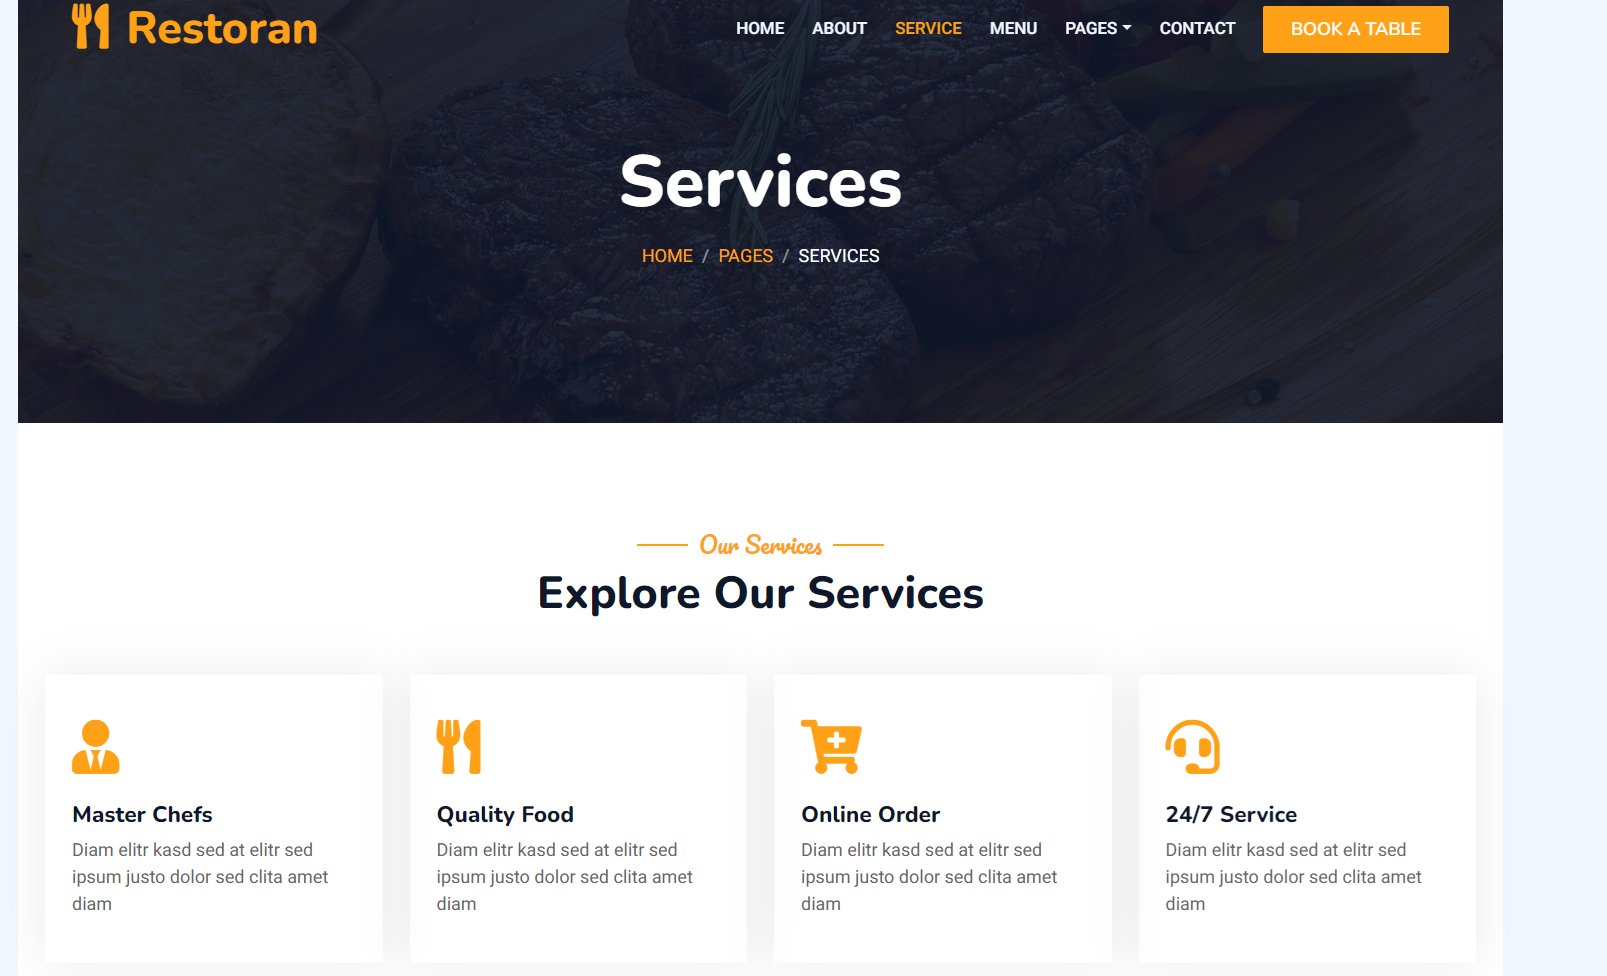 Restoran
HOME ABOUT SERVICE MENU PAGES CONTACT BOOK A TABLE
Services
HOME / PAGES / SERVICES
Our Services
Explore Our Services
Master Chefs
Diam elitr kasd sed at elitr sed
ipsum justo dolor sed clita amet
diam
Quality Food
Diam elitr kasd sed at elitr sed
ipsum justo dolor sed clita amet
diam
Online Order
Diam elitr kasd sed at elitr sed
ipsum justo dolor sed clita amet
diam
24/7 Service
Diam elitr kasd sed at elitr sed
ipsum justo dolor sed clita amet
diam